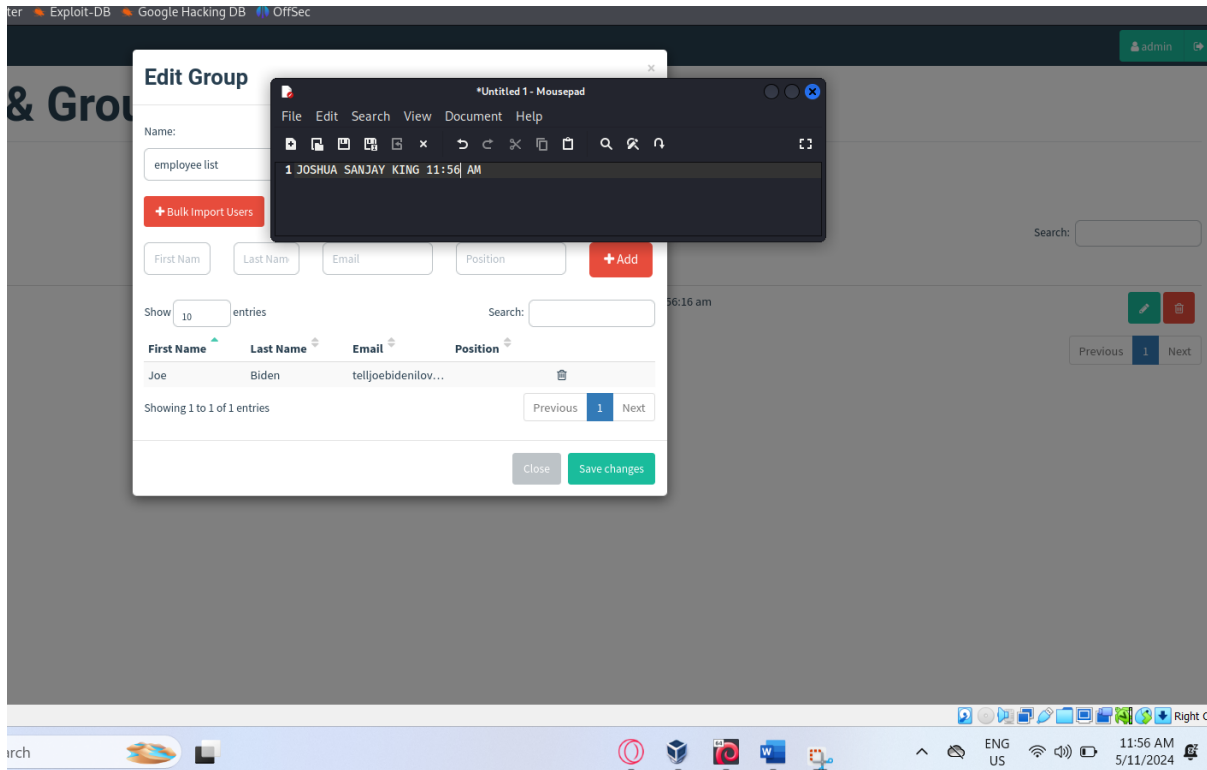 ter Exploit-DB Google Hacking DB OffSec
admin
& Grou
Edit Group ×
*Untitled 1 - Mousepad
File Edit Search View Document Help
1 JOSHUA SANJAY KING 11:56 AM
Name:
employee list
+ Bulk Import Users
First Nam Last Nam Email Position + Add
Search:
Show 10 entries Search:
56:16 am
First Name Last Name Email Position
Joe Biden telljoebidenilov...
Showing 1 to 1 of 1 entries Previous 1 Next
Previous 1 Next
Close Save changes
Right C
arch
64
W
ENG
US
11:56 AM
5/11/2024